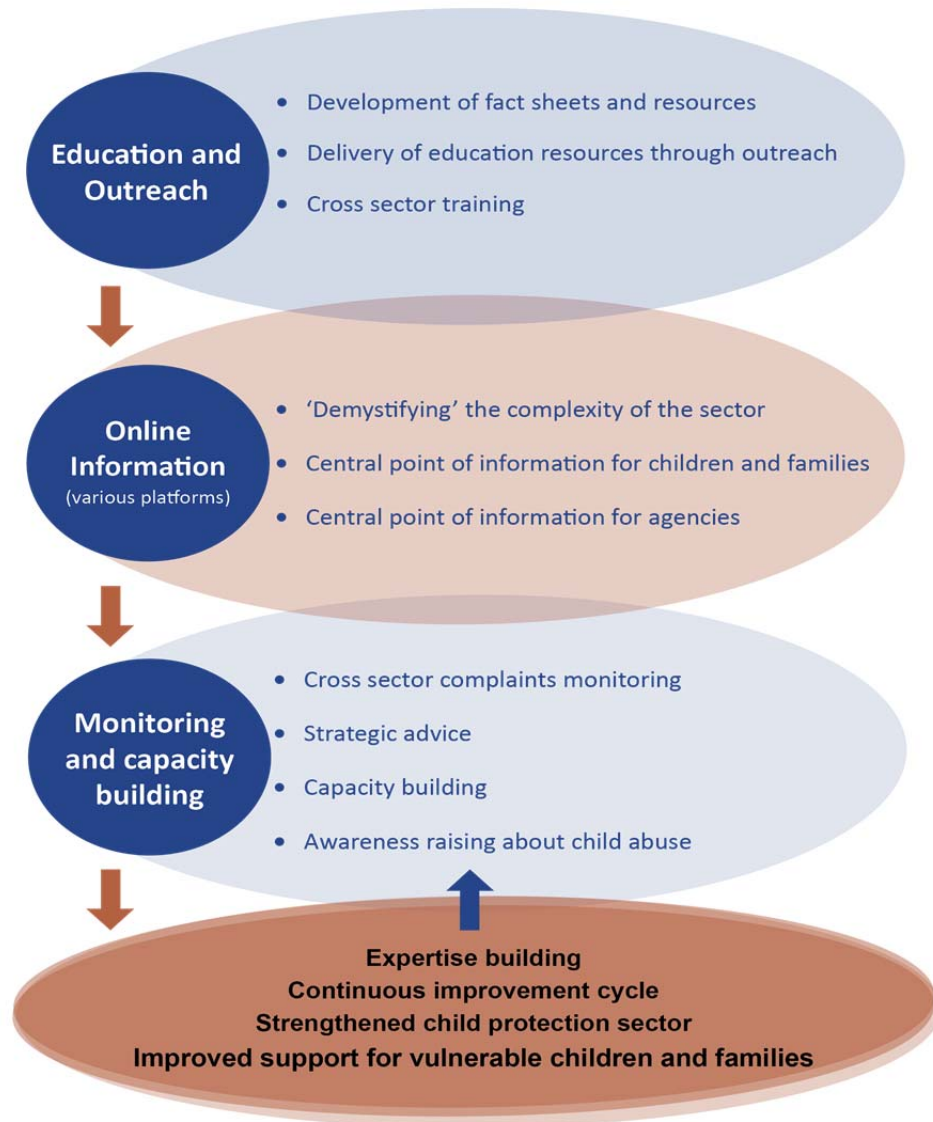 Education and
Outreach
• Development of fact sheets and resources
• Delivery of education resources through outreach
• Cross sector training
Online
Information
(various platforms)
• ‘Demystifying’ the complexity of the sector
• Central point of information for children and families
• Central point of information for agencies
Monitoring
and capacity
building
• Cross sector complaints monitoring
• Strategic advice
• Capacity building
• Awareness raising about child abuse
Expertise building
Continuous improvement cycle
Strengthened child protection sector
Improved support for vulnerable children and families